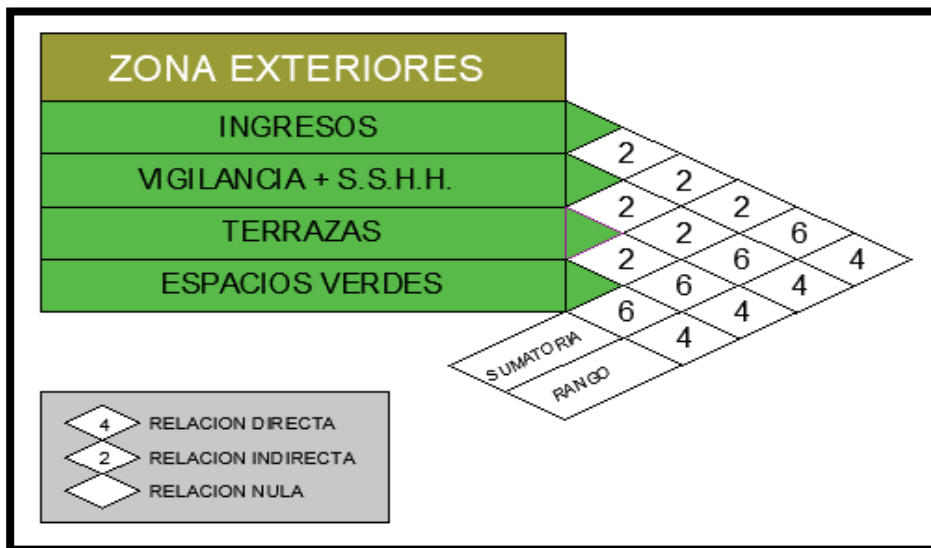 ZONA EXTERIORES
INGRESOS
VIGILANCIA + S.S.H.H.
TERRAZAS
ESPACIOS VERDES
2
2
2 2 6
2 6 4
2 6 4
6 4
4
SUMATORIA
RANGO
4 RELACION DIRECTA
2 RELACION INDIRECTA
RELACION NULA